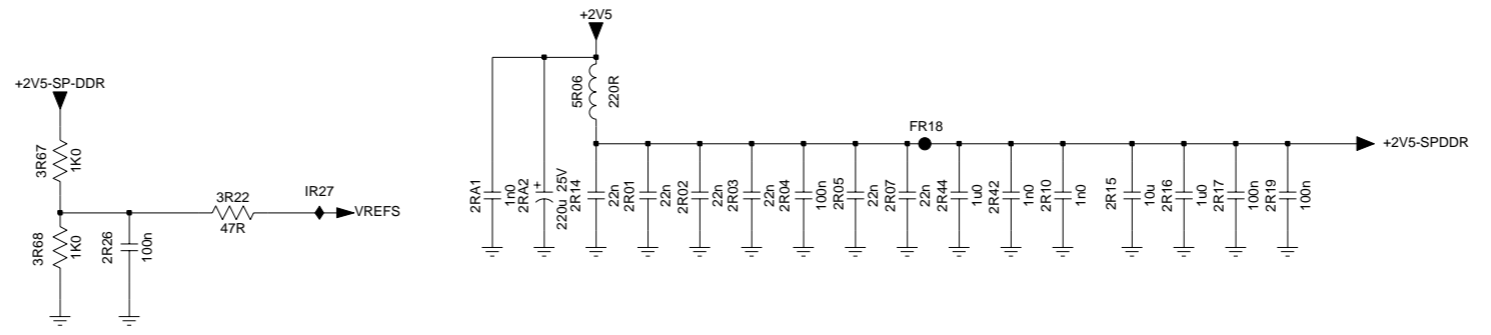 +2V5-SP-DDR
3R67
1K0
3R68
1K0
2R26
100n
3R22
47R
IR27
VREFS
+2V5
5R06
220R
FR18
+2V5-SPDDR
2RA1
1n0
2RA2
+
220u 25V
2R14
22n
2R01
22n
2R02
22n
2R03
22n
2R04
100n
2R05
22n
2R07
22n
2R44
1u0
2R42
1n0
2R10
1n0
2R15
10u
2R16
1u0
2R17
100n
2R19
100n